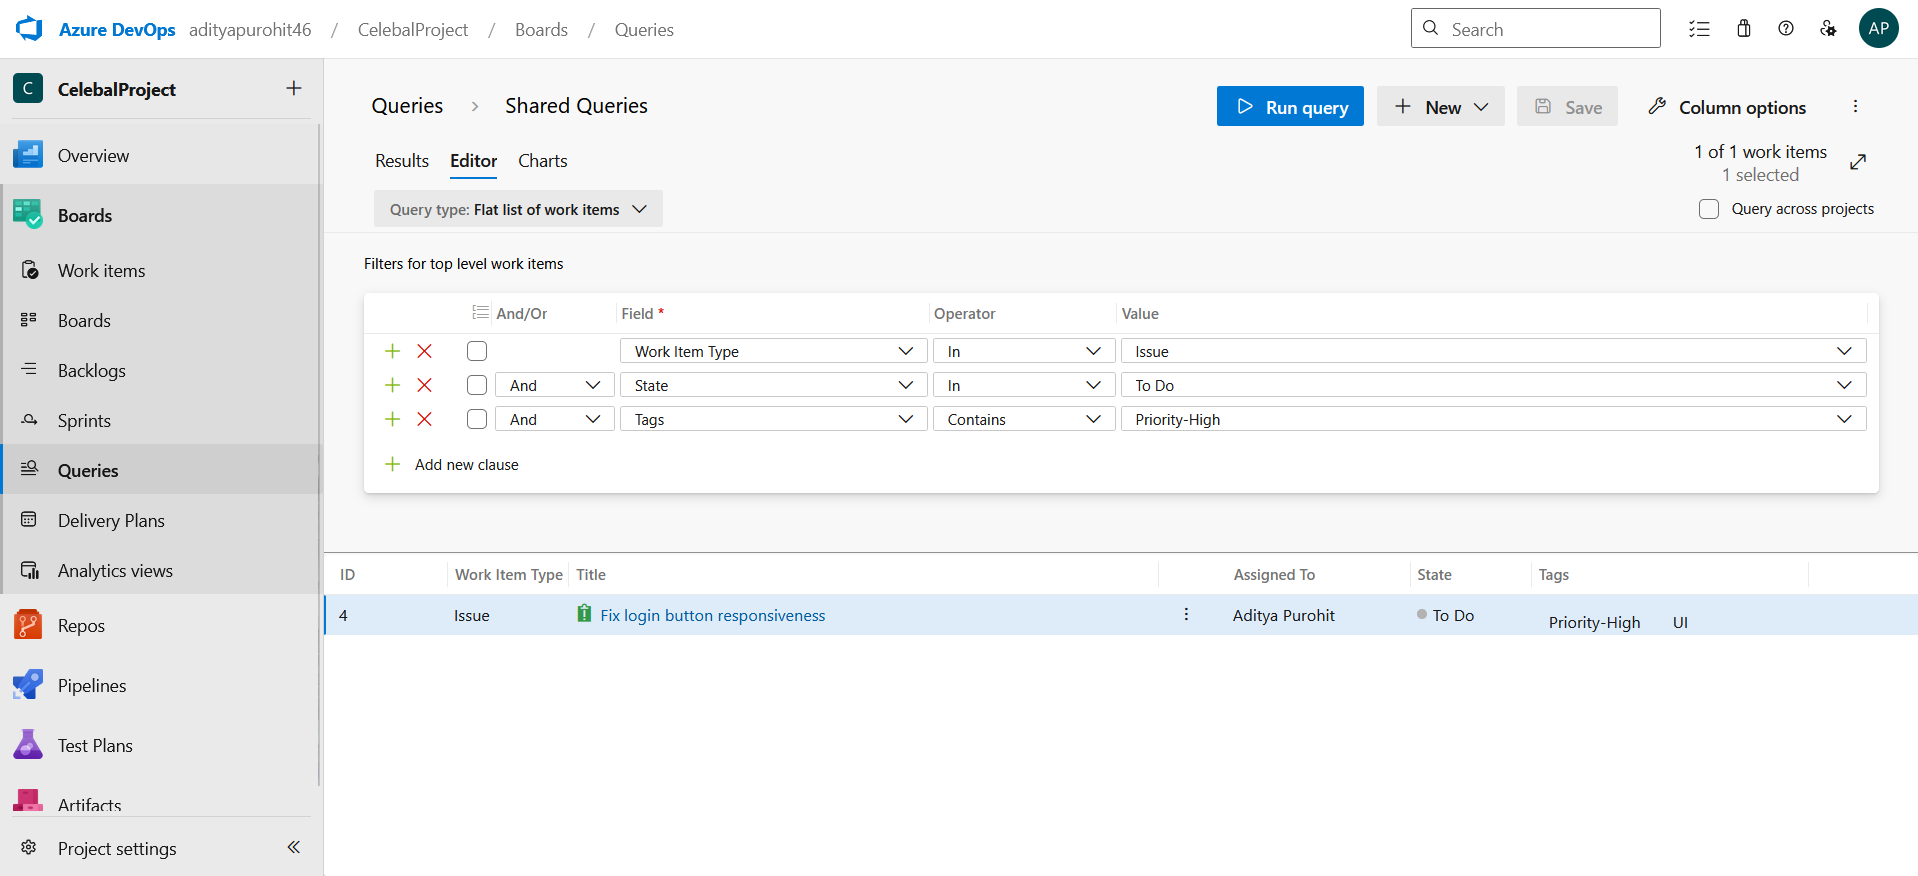 Azure DevOps adityapurohit46 / CelebalProject / Boards / Queries
Search
AP
C CelebalProject
Overview
Boards
Work items
Boards
Backlogs
Sprints
Queries
Delivery Plans
Analytics views
Repos
Pipelines
Test Plans
Artifacts
Project settings
Queries > Shared Queries
Run query
New
Save
Column options
Results Editor Charts
1 of 1 work items
1 selected
Query type: Flat list of work items
Query across projects
Filters for top level work items
And/Or Field * Operator Value
Work Item Type In Issue
And State In To Do
And Tags Contains Priority-High
Add new clause
ID Work Item Type Title Assigned To State Tags
4 Issue Fix login button responsiveness Aditya Purohit To Do Priority-High UI